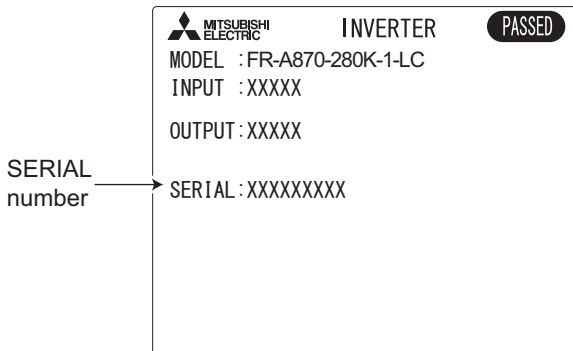 MITSUBISHI
ELECTRIC
INVERTER
PASSED
MODEL :FR-A870-280K-1-LC
INPUT :XXXXX
OUTPUT:XXXXX
SERIAL
number
SERIAL:XXXXXXXXX